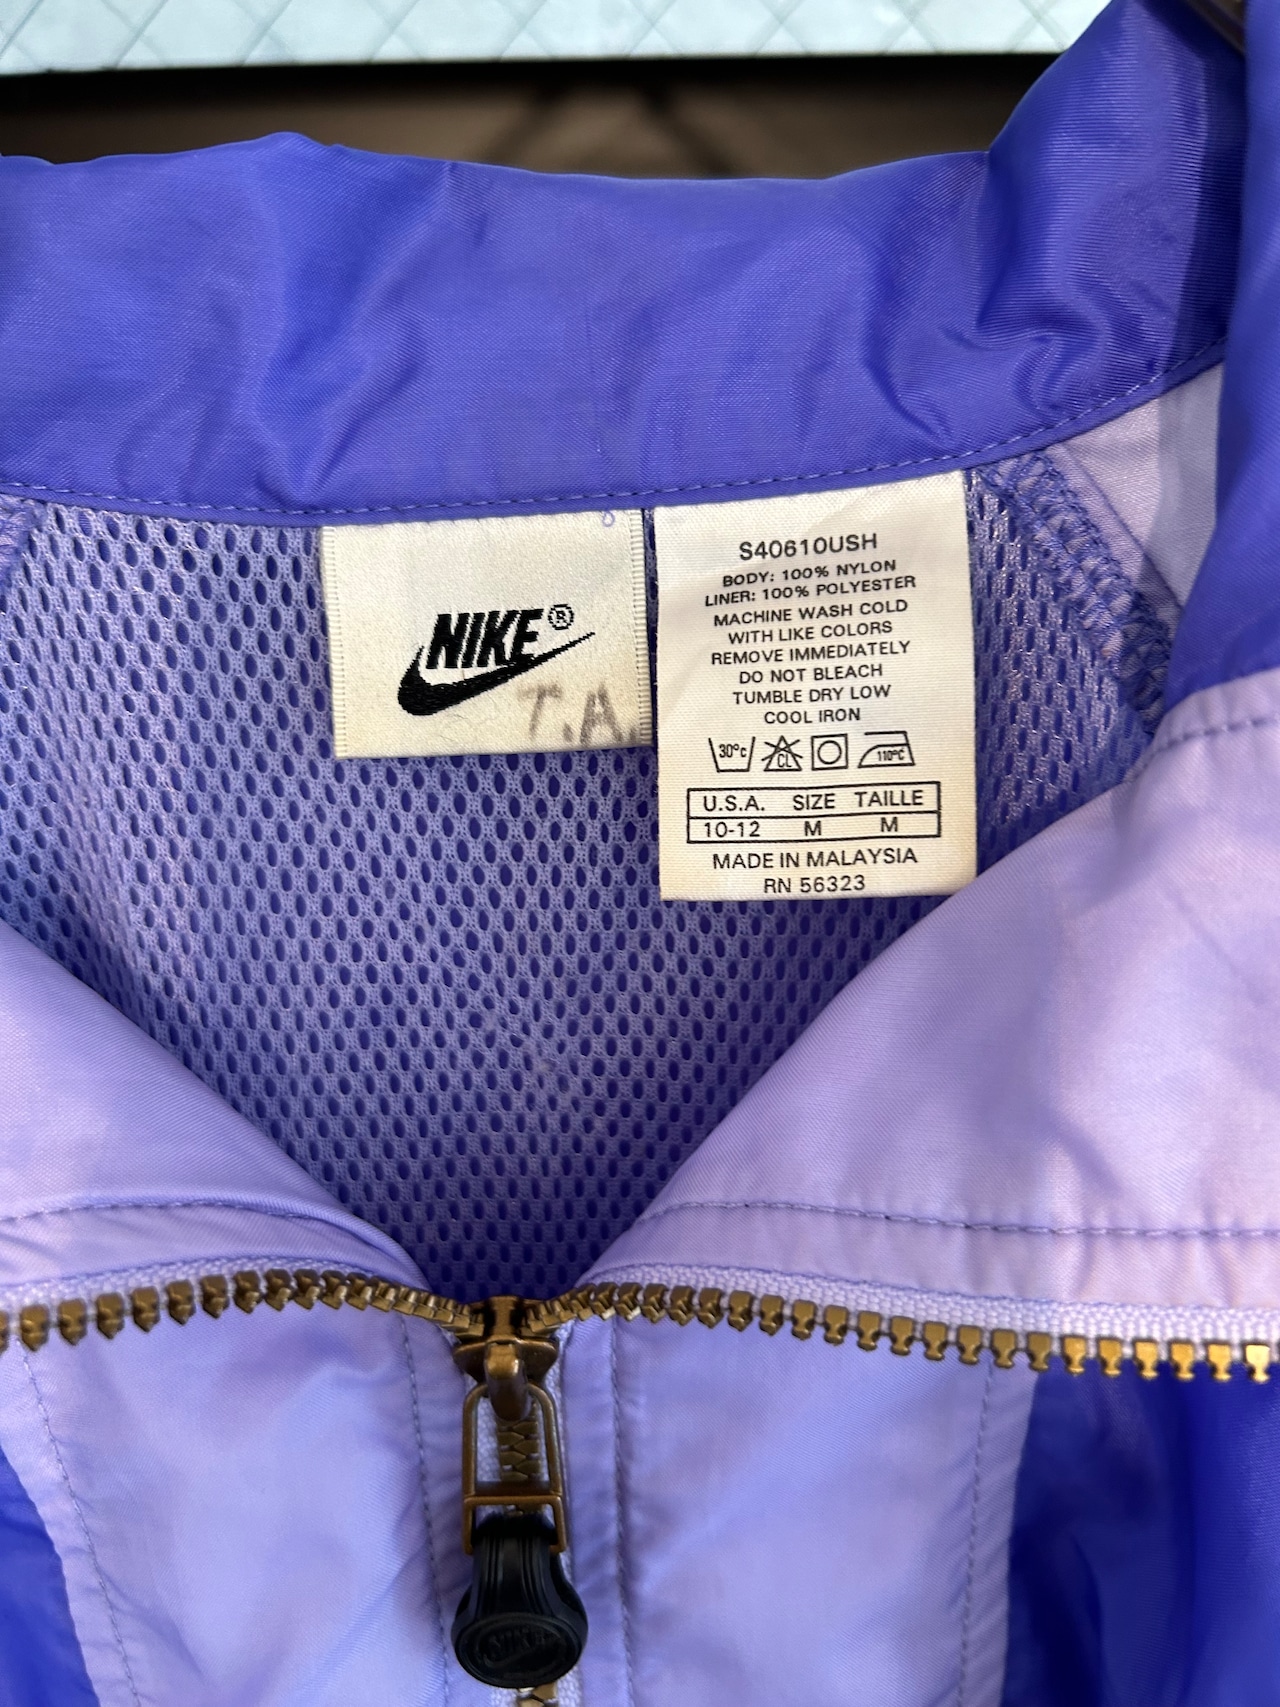 NIKE®
T.A.
S40610USH
BODY: 100% NYLON
LINER: 100% POLYESTER
MACHINE WASH COLD
WITH LIKE COLORS
REMOVE IMMEDIATELY
DO NOT BLEACH
TUMBLE DRY LOW
COOL IRON
30°c CL 110°C
U.S.A. SIZE TAILLE
10-12 M M
MADE IN MALAYSIA
RN 56323
NIKE